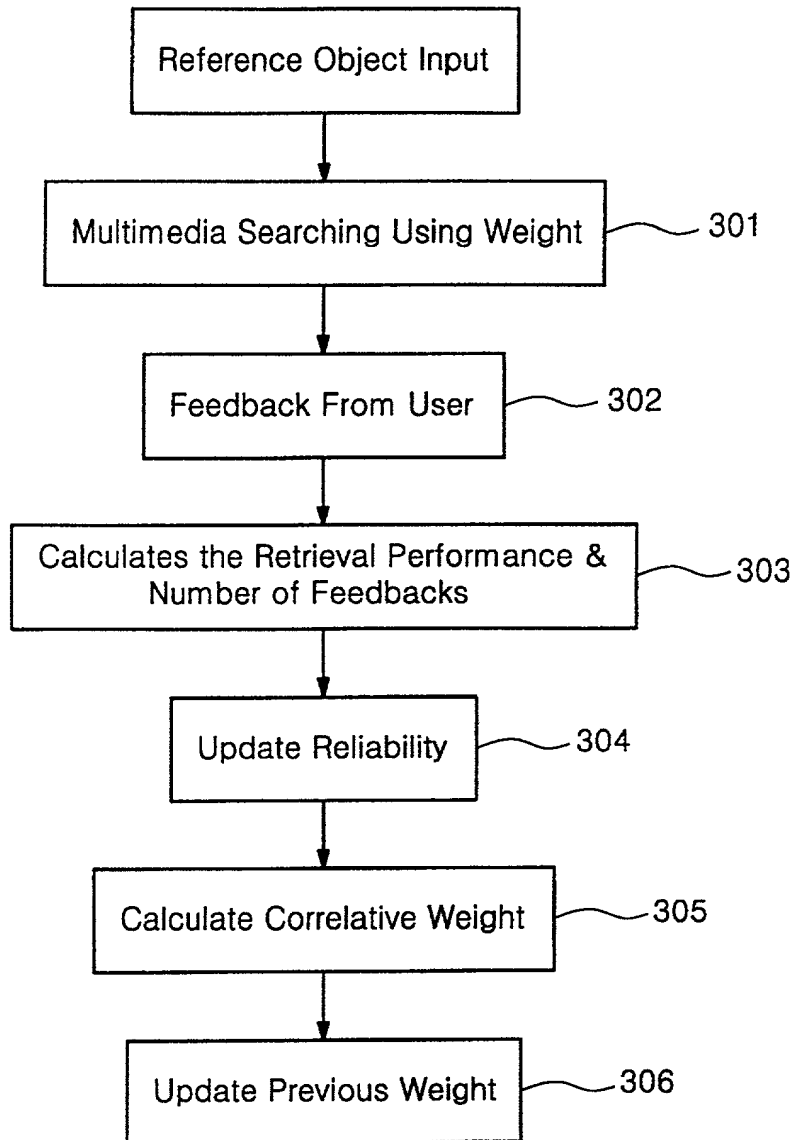 Reference Object Input
Multimedia Searching Using Weight
301
Feedback From User
302
Calculates the Retrieval Performance &
Number of Feedbacks
303
Update Reliability
304
Calculate Correlative Weight
305
Update Previous Weight
306